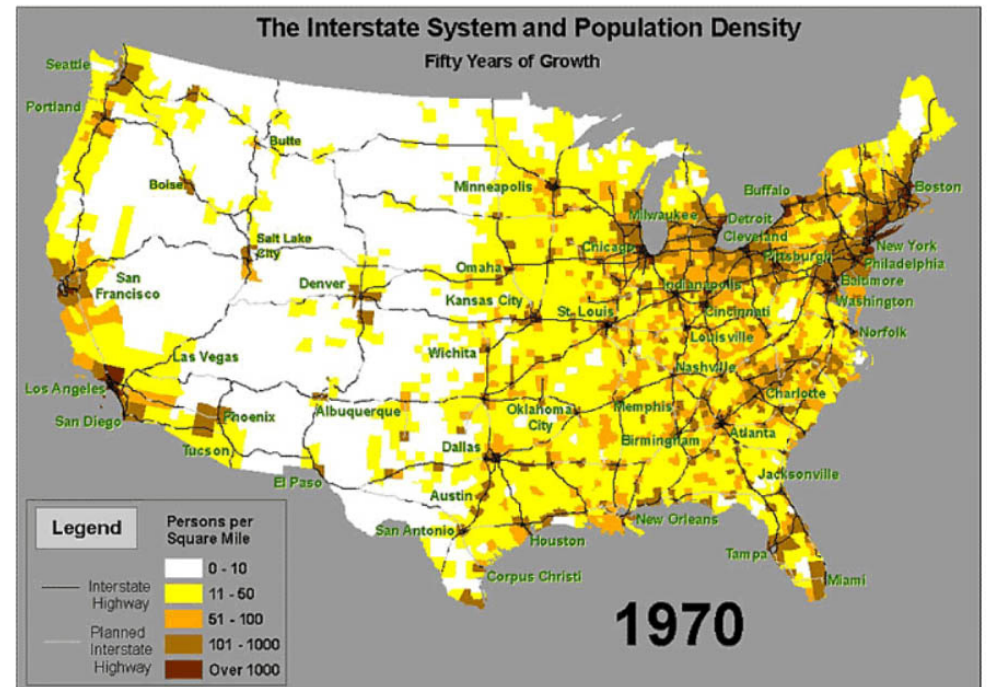 The Interstate System and Population Density
Fifty Years of Growth
Seattle
Portland
Butte
Boise
Minneapolis
Buffalo
Boston
Milwaukee
Detroit
Cleveland
Salt Lake
City
Chicago
New York
Pittsburgh
Philadelphia
Omaha
San
Francisco
Denver
Indianapolis
Baltimore
Kansas City
St. Louis
Cincinnati
Washington
Norfolk
Louisville
Las Vegas
Wichita
Nashville
Los Angeles
Charlotte
San Diego
Phoenix
Albuquerque
Oklahoma
City
Memphis
Atlanta
Tucson
Dallas
Birmingham
El Paso
Jacksonville
Austin
San Antonio
New Orleans
Houston
Tampa
Miami
Corpus Christi
1970
Legend
Persons per
Square Mile
0 - 10
Interstate
Highway
11 - 50
51 - 100
Planned
Interstate
Highway
101 - 1000
Over 1000